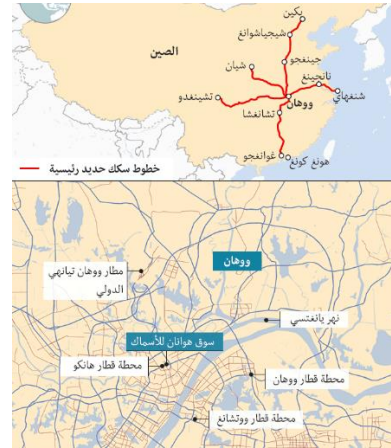 بكين
شيجياشوانغ
الصين
جينغجو
شيان
نانجينغ
شنغهاي
ووهان
تشينغدو
تشانغشا
هونغ كونغ
غوانغجو
خطوط سكك حديد رئيسية
ووهان
مطار ووهان تيانهي
الدولي
نهر يانغتسي
سوق هوانان للأسماك
محطة قطار هانكو
محطة قطار ووهان
محطة قطار ووتشانغ